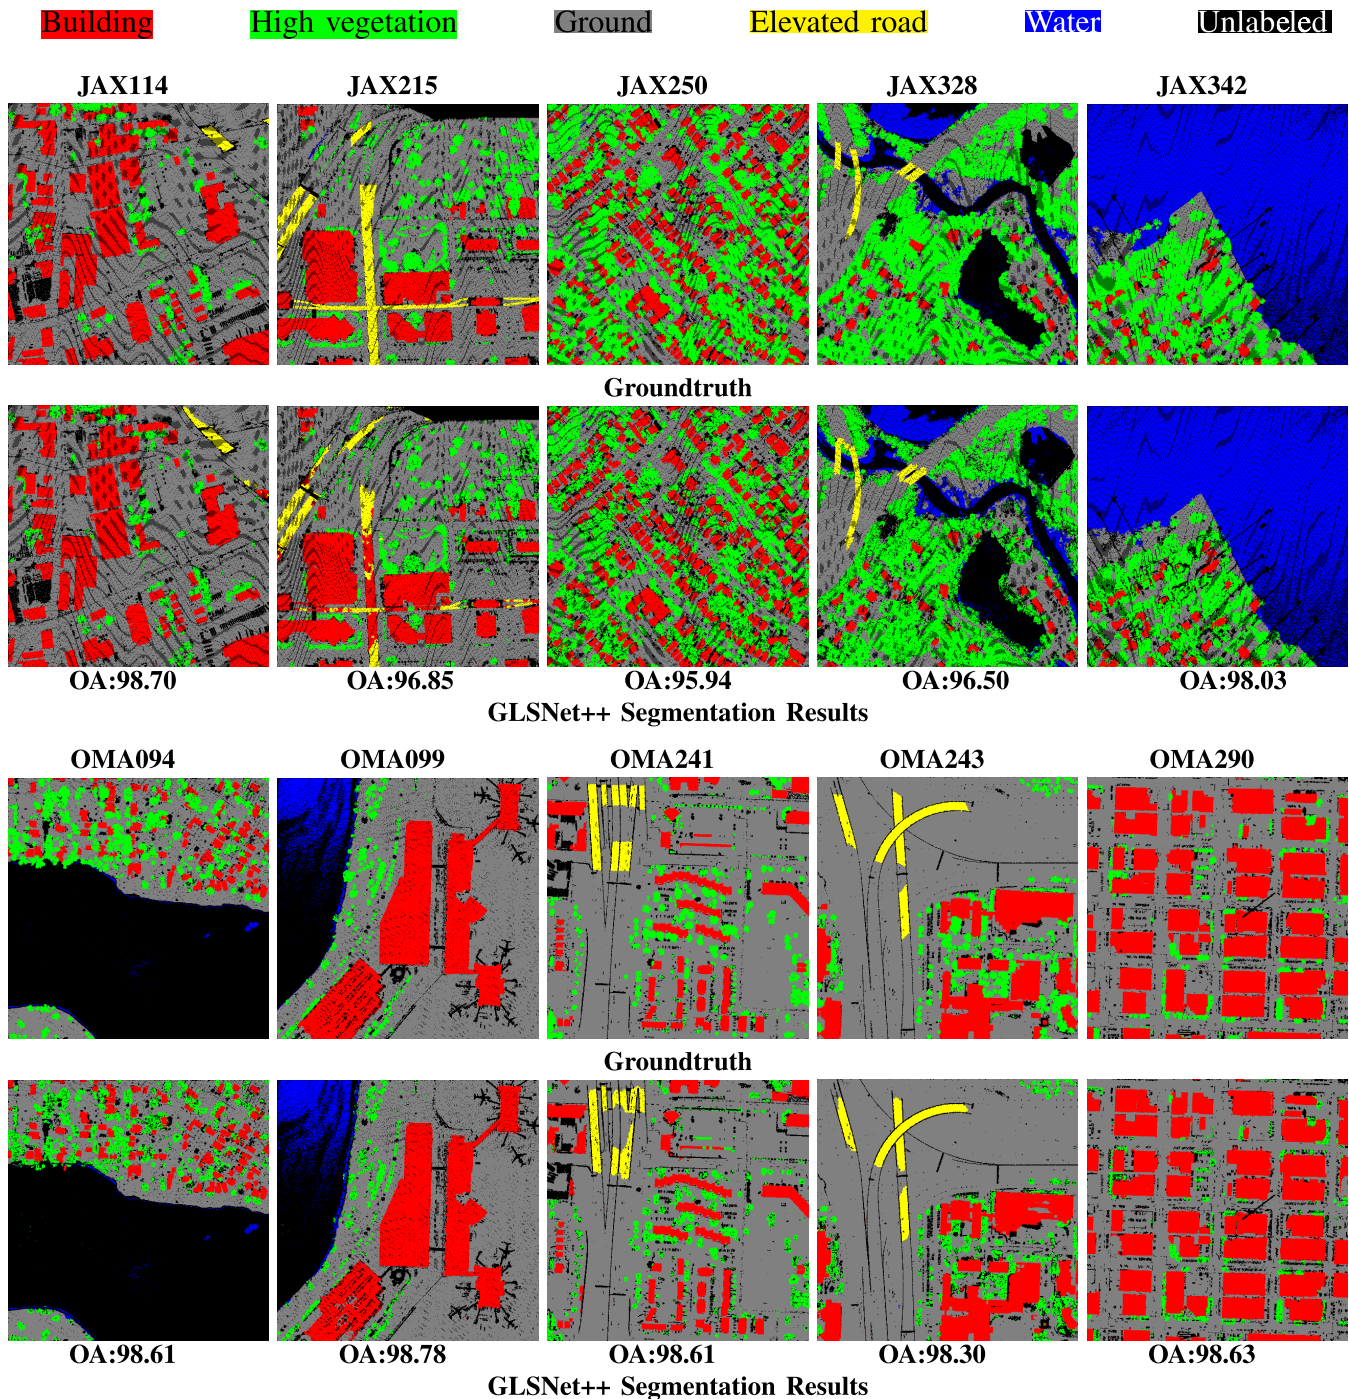 Building High vegetation Ground Elevated road Water Unlabeled
JAX114 JAX215 JAX250 JAX328 JAX342
Groundtruth
OA:98.70 OA:96.85 OA:95.94 OA:96.50 OA:98.03
GLSNet++ Segmentation Results
OMA094 OMA099 OMA241 OMA243 OMA290
Groundtruth
OA:98.61 OA:98.78 OA:98.61 OA:98.30 OA:98.63
GLSNet++ Segmentation Results